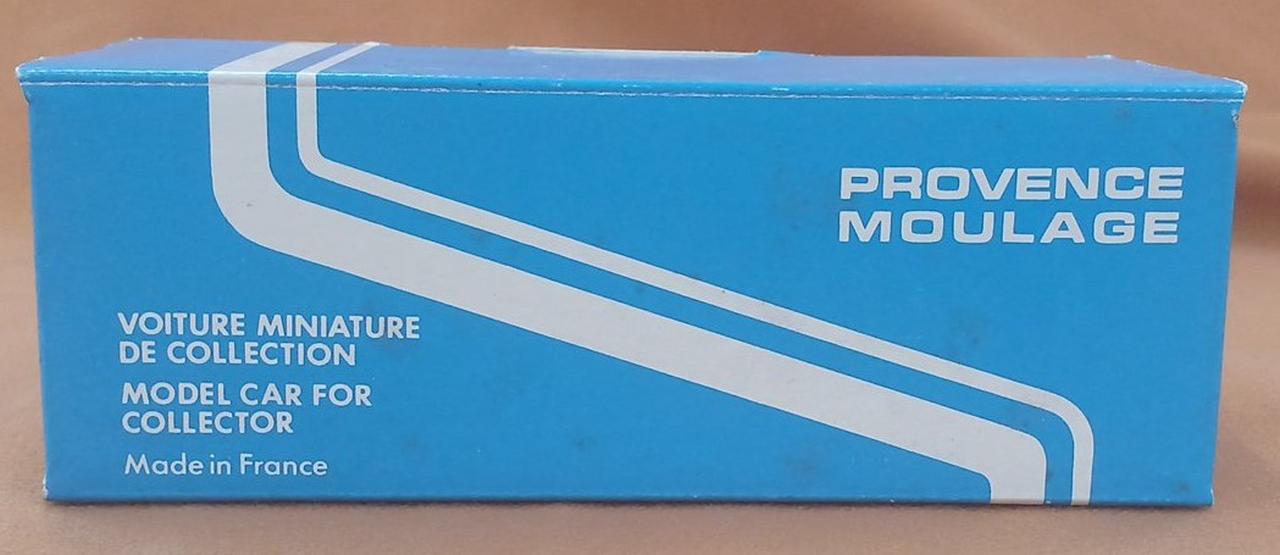 PROVENCE
MOULAGE
VOITURE MINIATURE
DE COLLECTION
MODEL CAR FOR
COLLECTOR
Made in France